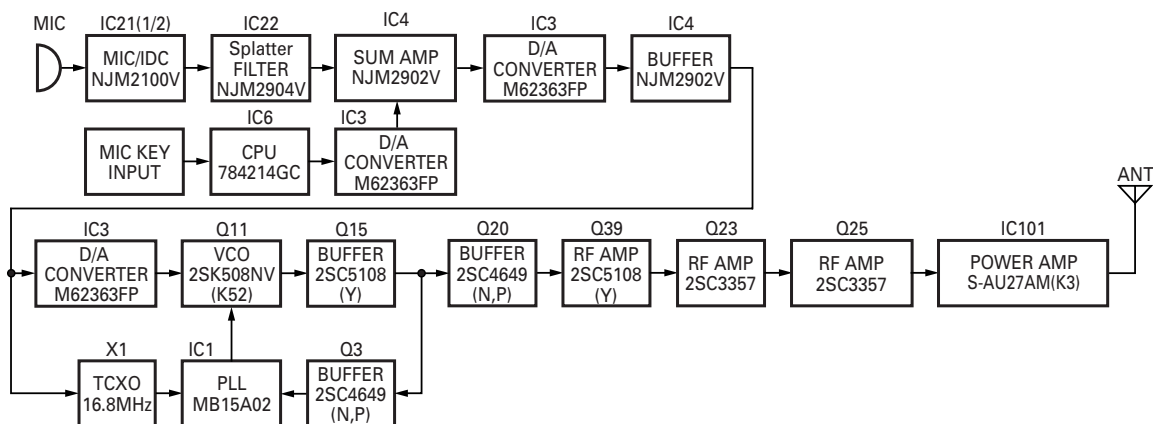 MIC
IC21(1/2)
MIC/IDC
NJM2100V
IC22
Splatter
FILTER
NJM2904V
IC4
SUM AMP
NJM2902V
IC3
D/A
CONVERTER
M62363FP
IC4
BUFFER
NJM2902V
MIC KEY
INPUT
IC6
CPU
784214GC
IC3
D/A
CONVERTER
M62363FP
ANT
IC3
D/A
CONVERTER
M62363FP
Q11
VCO
2SK508NV
(K52)
Q15
BUFFER
2SC5108
(Y)
Q20
BUFFER
2SC4649
(N,P)
Q39
RF AMP
2SC5108
(Y)
Q23
RF AMP
2SC3357
Q25
RF AMP
2SC3357
IC101
POWER AMP
S-AU27AM(K3)
X1
TCXO
16.8MHz
IC1
PLL
MB15A02
Q3
BUFFER
2SC4649
(N,P)